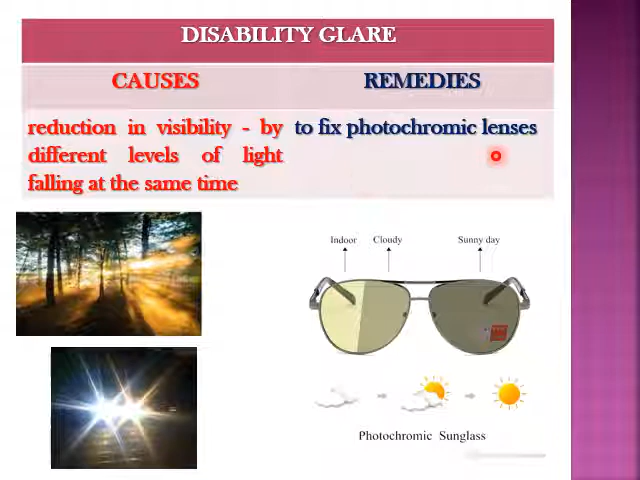 DISABILITY GLARE
CAUSES
REMEDIES
reduction in visibility - by
different levels of light
falling at the same time
to fix photochromic lenses
Indoor
Cloudy
Sunny day
Photochromic Sunglass